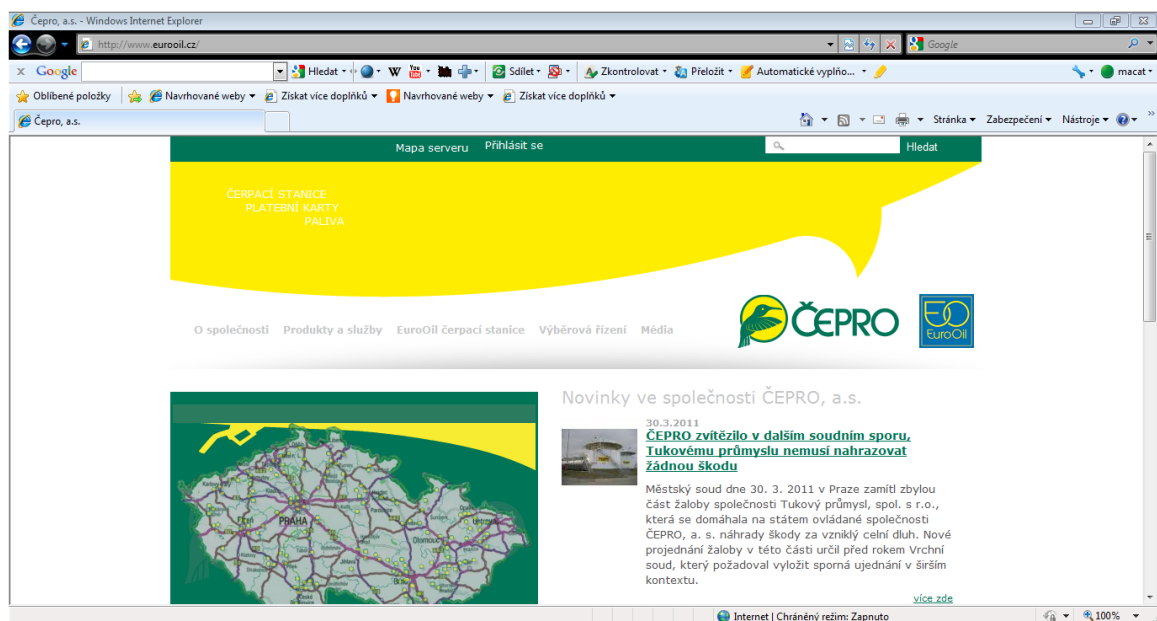 Čepro, a.s. - Windows Internet Explorer
http://www.eurooil.cz/
Google
x Google
Hledat
W
You Tube
Sdílet
Zkontrolovat
Přeložit
Automatické vyplňo...
macat
Oblíbené položky
Navrhované weby
Získat více doplňků
Navrhované weby
Získat více doplňků
Čepro, a.s.
Stránka
Zabezpečení
Nástroje
Mapa serveru
Přihlásit se
Hledat
ČERPACÍ STANICE
PLATEBNÍ KARTY
PALIVA
O společnosti Produkty a služby EuroOil čerpací stanice Výběrová řízení Média
ČEPRO
EuroOil
PRAHA
Plzeň
Olomouc
Ostrava
Novinky ve společnosti ČEPRO, a.s.
30.3.2011
ČEPRO zvítězilo v dalším soudním sporu,
Tukovému průmyslu nemusí nahrazovat
žádnou škodu
Městský soud dne 30. 3. 2011 v Praze zamítl zbylou
část žaloby společnosti Tukový průmysl, spol. s r.o.,
která se domáhala na státem ovládané společnosti
ČEPRO, a. s. náhrady škody za vzniklý celní dluh. Nové
projednání žaloby v této části určil před rokem Vrchní
soud, který požadoval vyložit sporná ujednání v širším
kontextu.
více zde
Internet | Chráněný režim: Zapnuto
100%